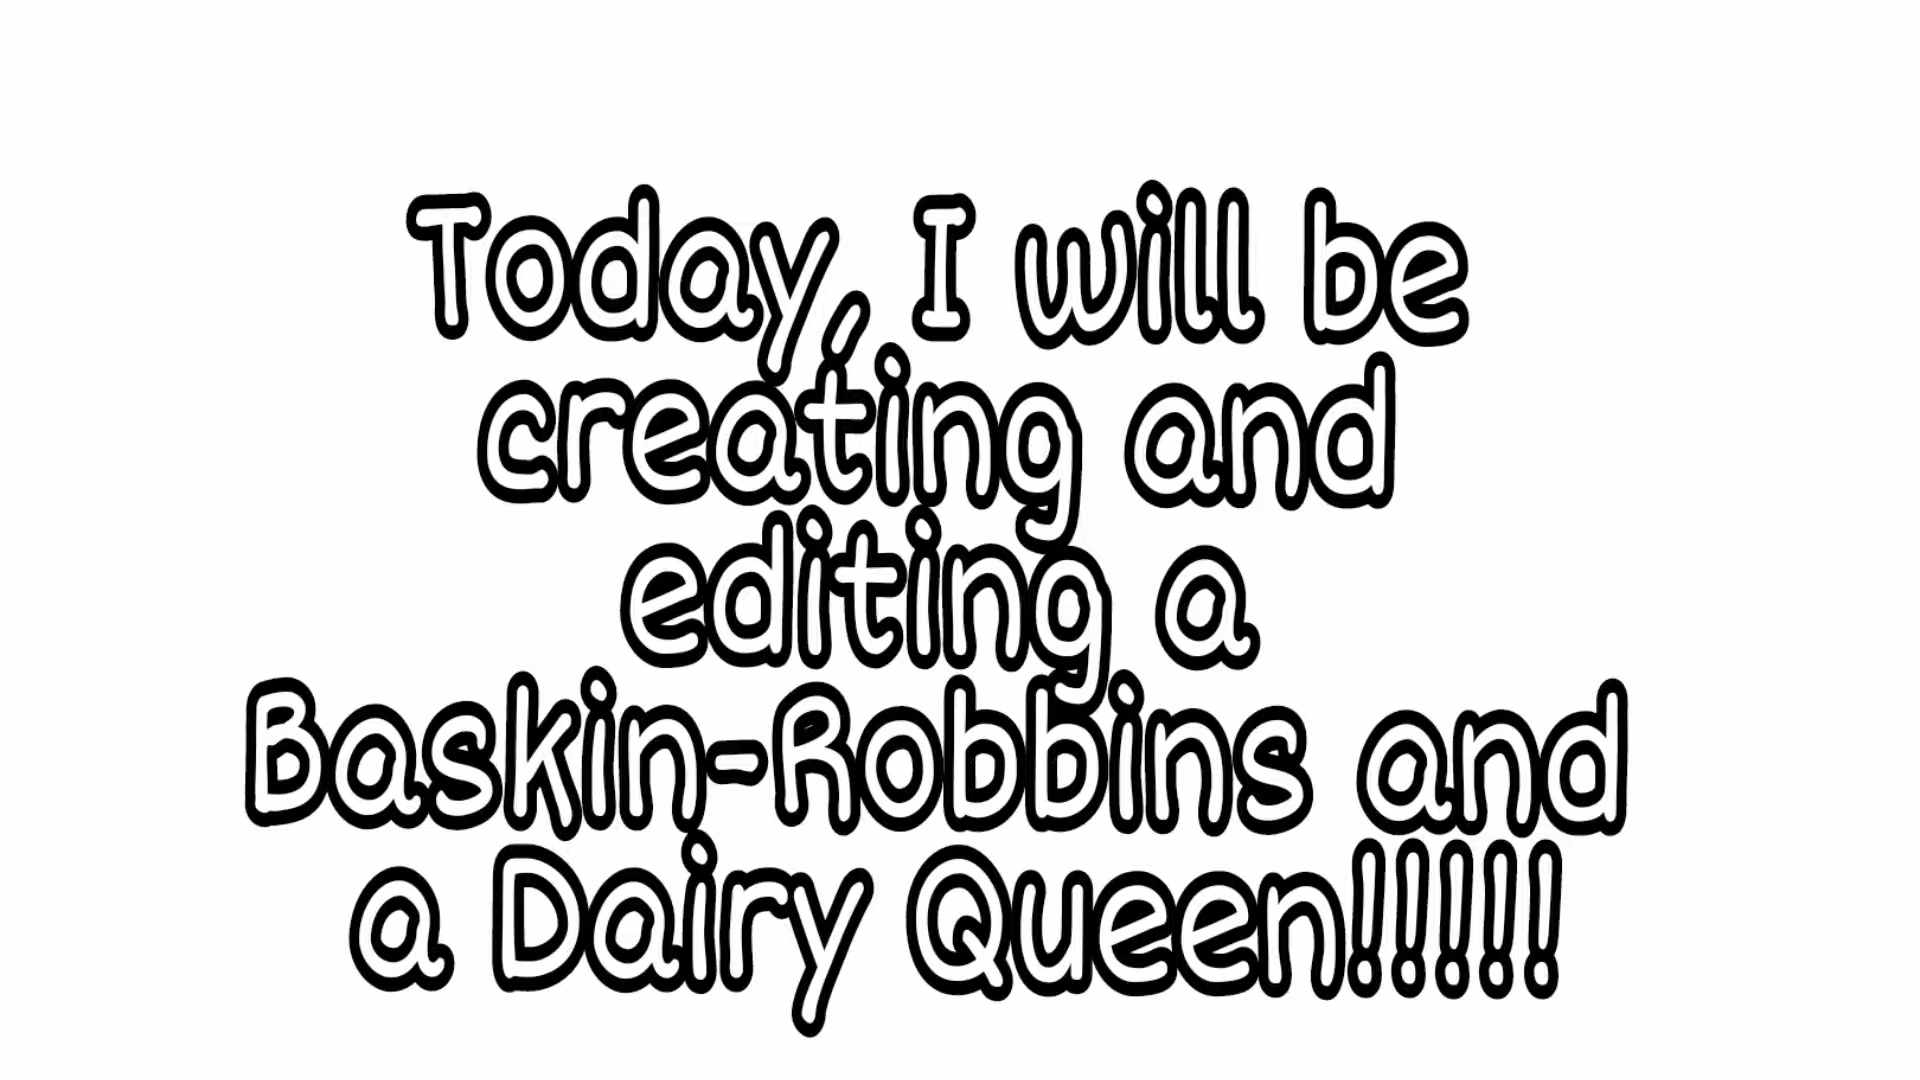 Today, I will be
creating and
editing a
Baskin-Robbins and
a Dairy Queen!!!!!